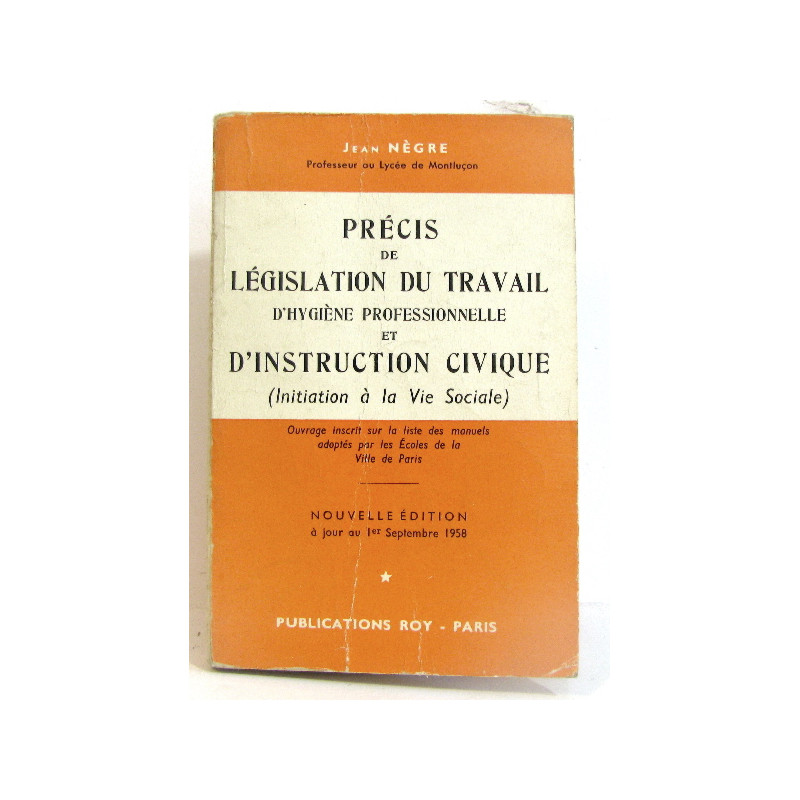 Jean NÈGRE
Professeur au Lycée de Montluçon
PRÉCIS
DE
LÉGISLATION DU TRAVAIL
D'HYGIÈNE PROFESSIONNELLE
ET
D'INSTRUCTION CIVIQUE
(Initiation à la Vie Sociale)
Ouvrage inscrit sur la liste des manuels
adoptés par les Écoles de la
Ville de Paris
NOUVELLE ÉDITION
à jour au 1er Septembre 1958
PUBLICATIONS ROY - PARIS